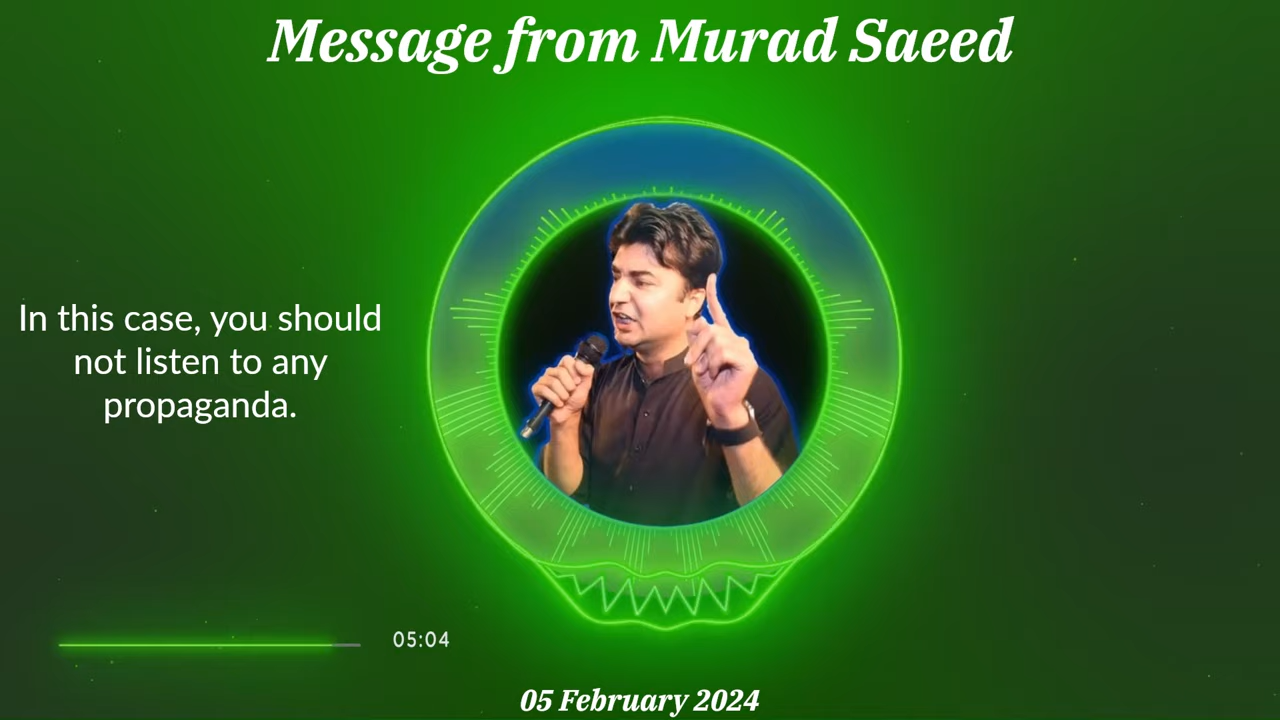 Message from Murad Saeed
In this case, you should
not listen to any
propaganda.
05:04
05 February 2024